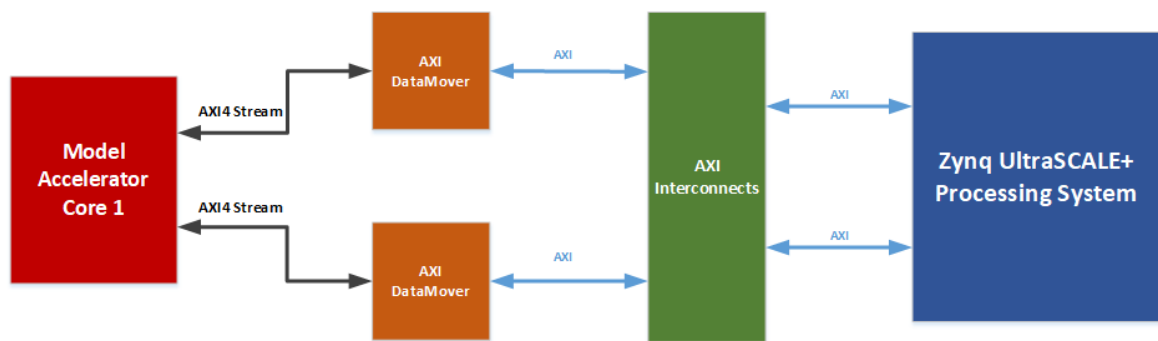 Model
Accelerator
Core 1
AXI4 Stream
AXI4 Stream
AXI
DataMover
AXI
DataMover
AXI
AXI
AXI
Interconnects
AXI
AXI
Zynq UltraSCALE+
Processing System